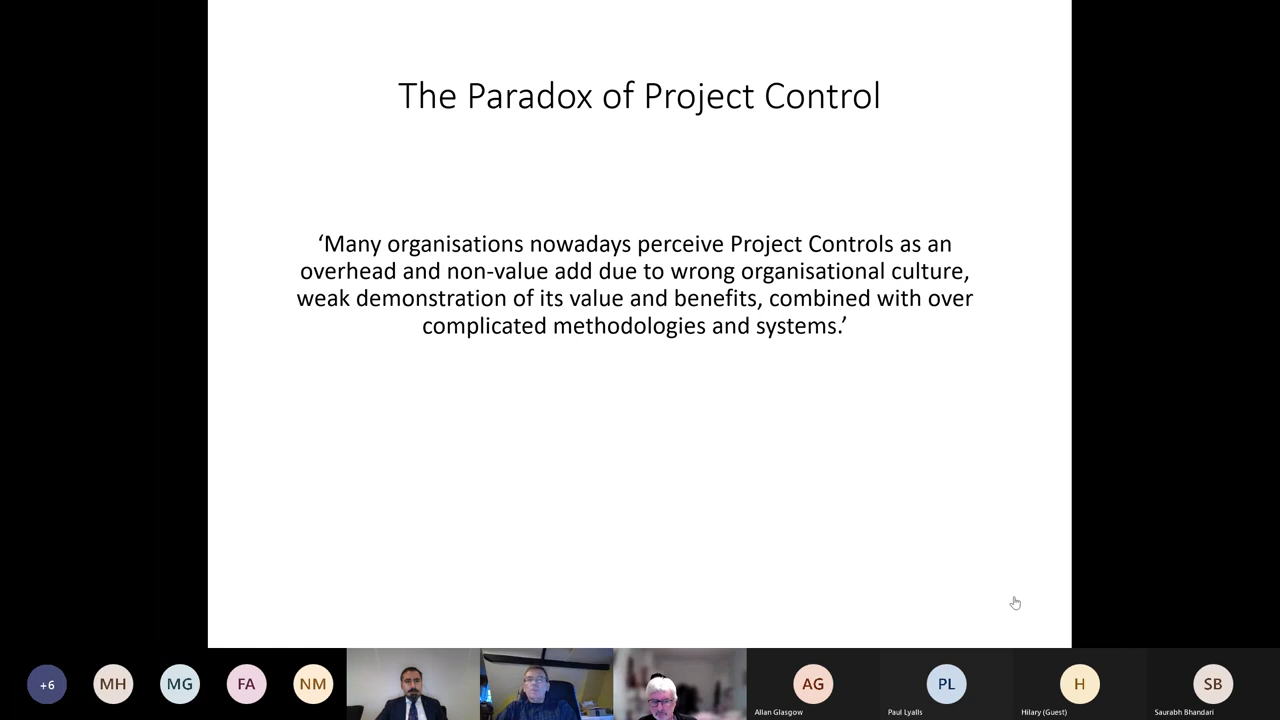 The Paradox of Project Control
‘Many organisations nowadays perceive Project Controls as an
overhead and non-value add due to wrong organisational culture,
weak demonstration of its value and benefits, combined with over
complicated methodologies and systems.’
+6
MH
MG
FA
NM
AG
PL
H
SB
Allan Glasgow
Paul Lyalls
Hilary (Guest)
Saurabh Bhandari